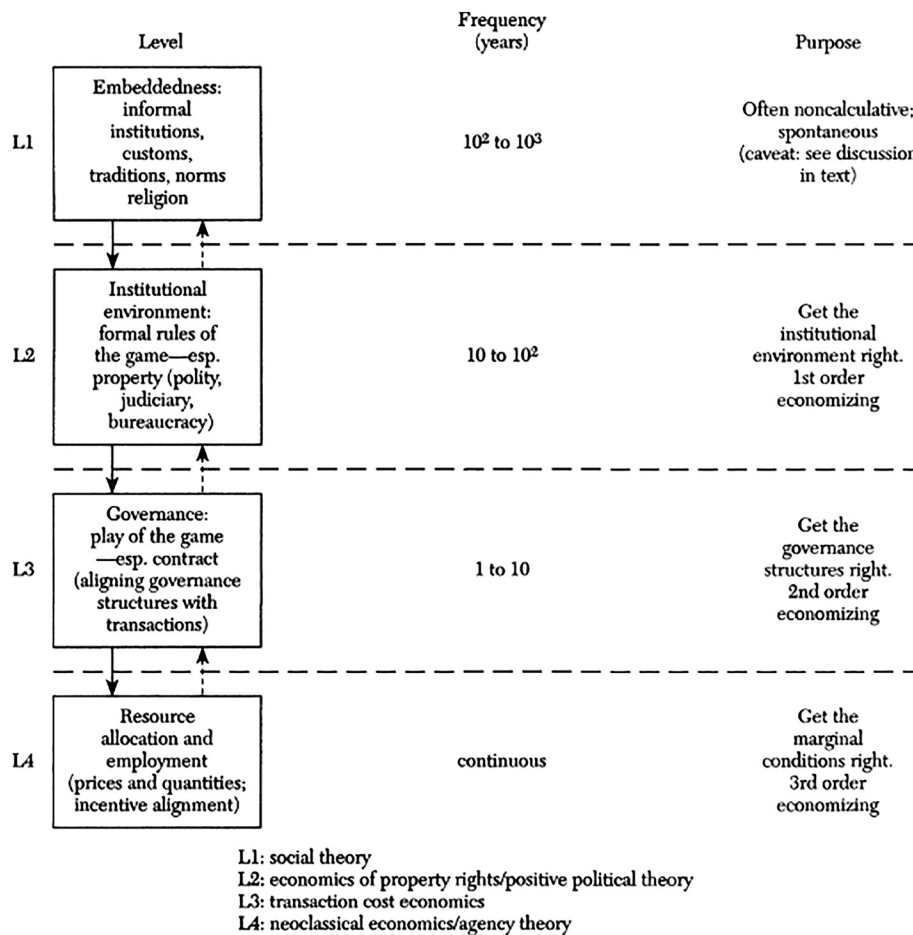 Level
Frequency
(years)
Purpose
L1
Embeddedness:
informal
institutions,
customs,
traditions, norms
religion
10² to 10³
Often noncalculative;
spontaneous
(caveat: see discussion
in text)
L2
Institutional
environment:
formal rules of
the game—esp.
property (polity,
judiciary,
bureaucracy)
10 to 10²
Get the
institutional
environment right.
1st order
economizing
L3
Governance:
play of the game
—esp. contract
(aligning governance
structures with
transactions)
1 to 10
Get the
governance
structures right.
2nd order
economizing
L4
Resource
allocation and
employment
(prices and quantities;
incentive alignment)
continuous
Get the
marginal
conditions right.
3rd order
economizing
L1: social theory
L2: economics of property rights/positive political theory
L3: transaction cost economics
L4: neoclassical economics/agency theory